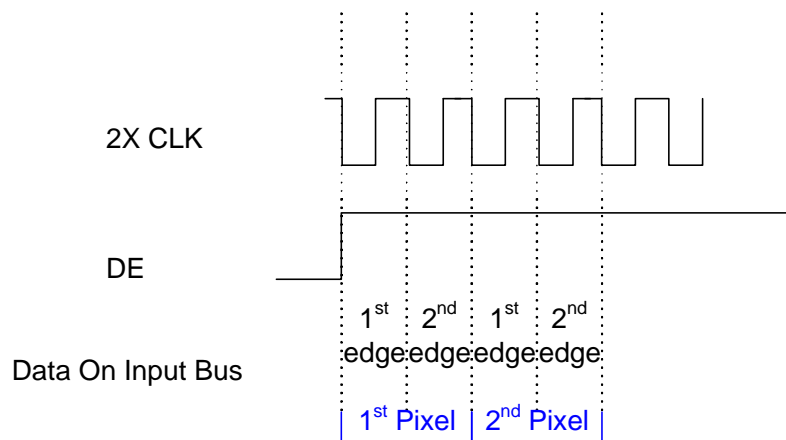 2X CLK
DE
1st 2nd 1st 2nd
edge edge edge edge
Data On Input Bus
1st Pixel 2nd Pixel